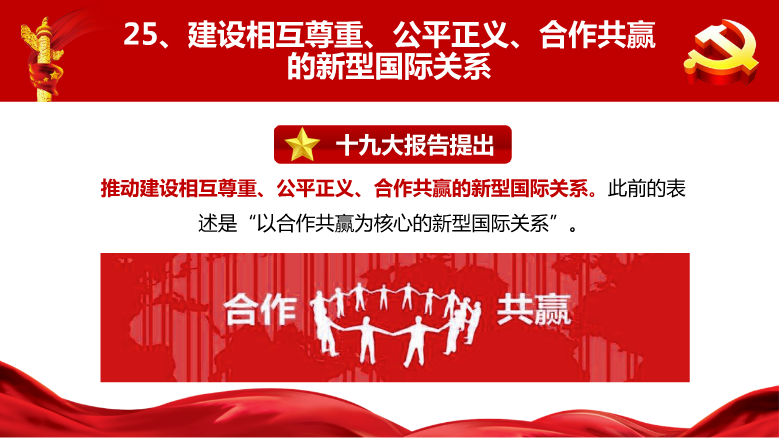 25、建设相互尊重、公平正义、合作共赢
的新型国际关系
十九大报告提出
推动建设相互尊重、公平正义、合作共赢的新型国际关系。此前的表
述是“以合作共赢为核心的新型国际关系”。
合作 共赢